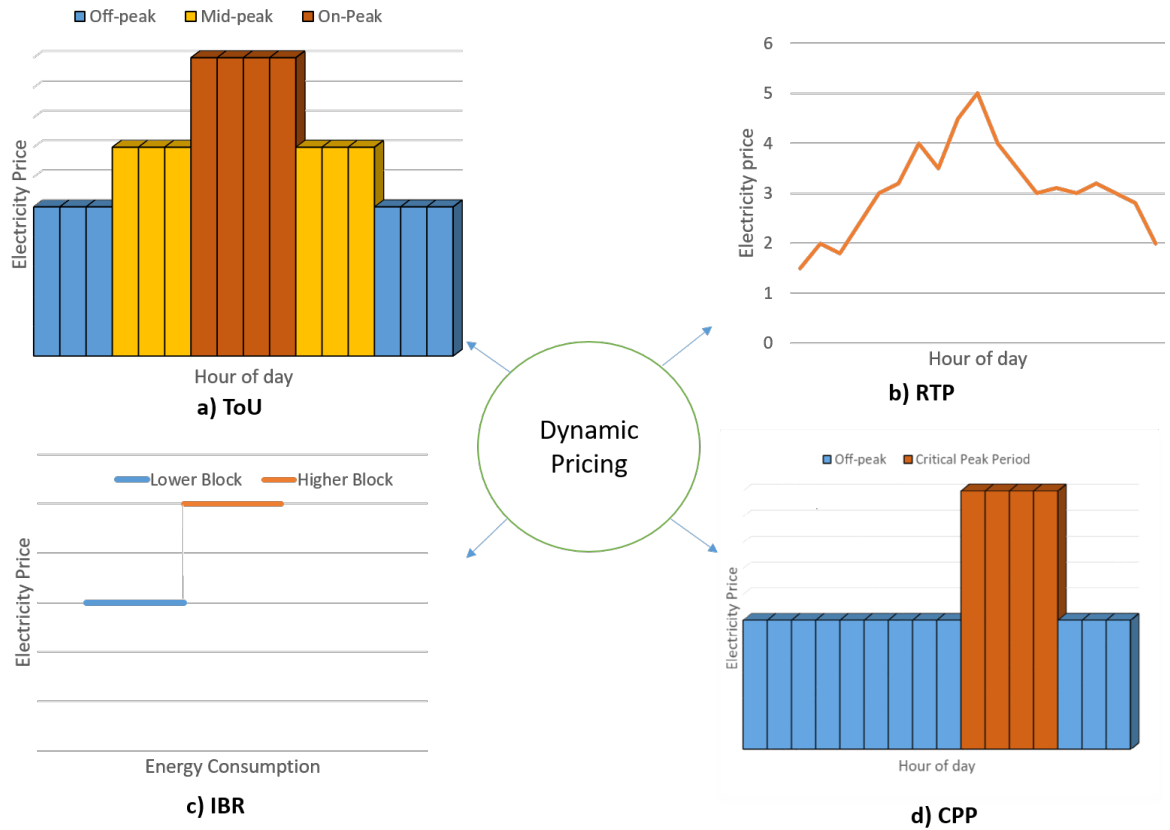 Off-peak Mid-peak On-Peak
Electricity Price
Hour of day
a) ToU
6
5
4
3
2
1
0
Electricity price
Hour of day
b) RTP
Dynamic
Pricing
Lower Block Higher Block
Electricity Price
Energy Consumption
c) IBR
Off-peak Critical Peak Period
Electricity Price
Hour of day
d) CPP